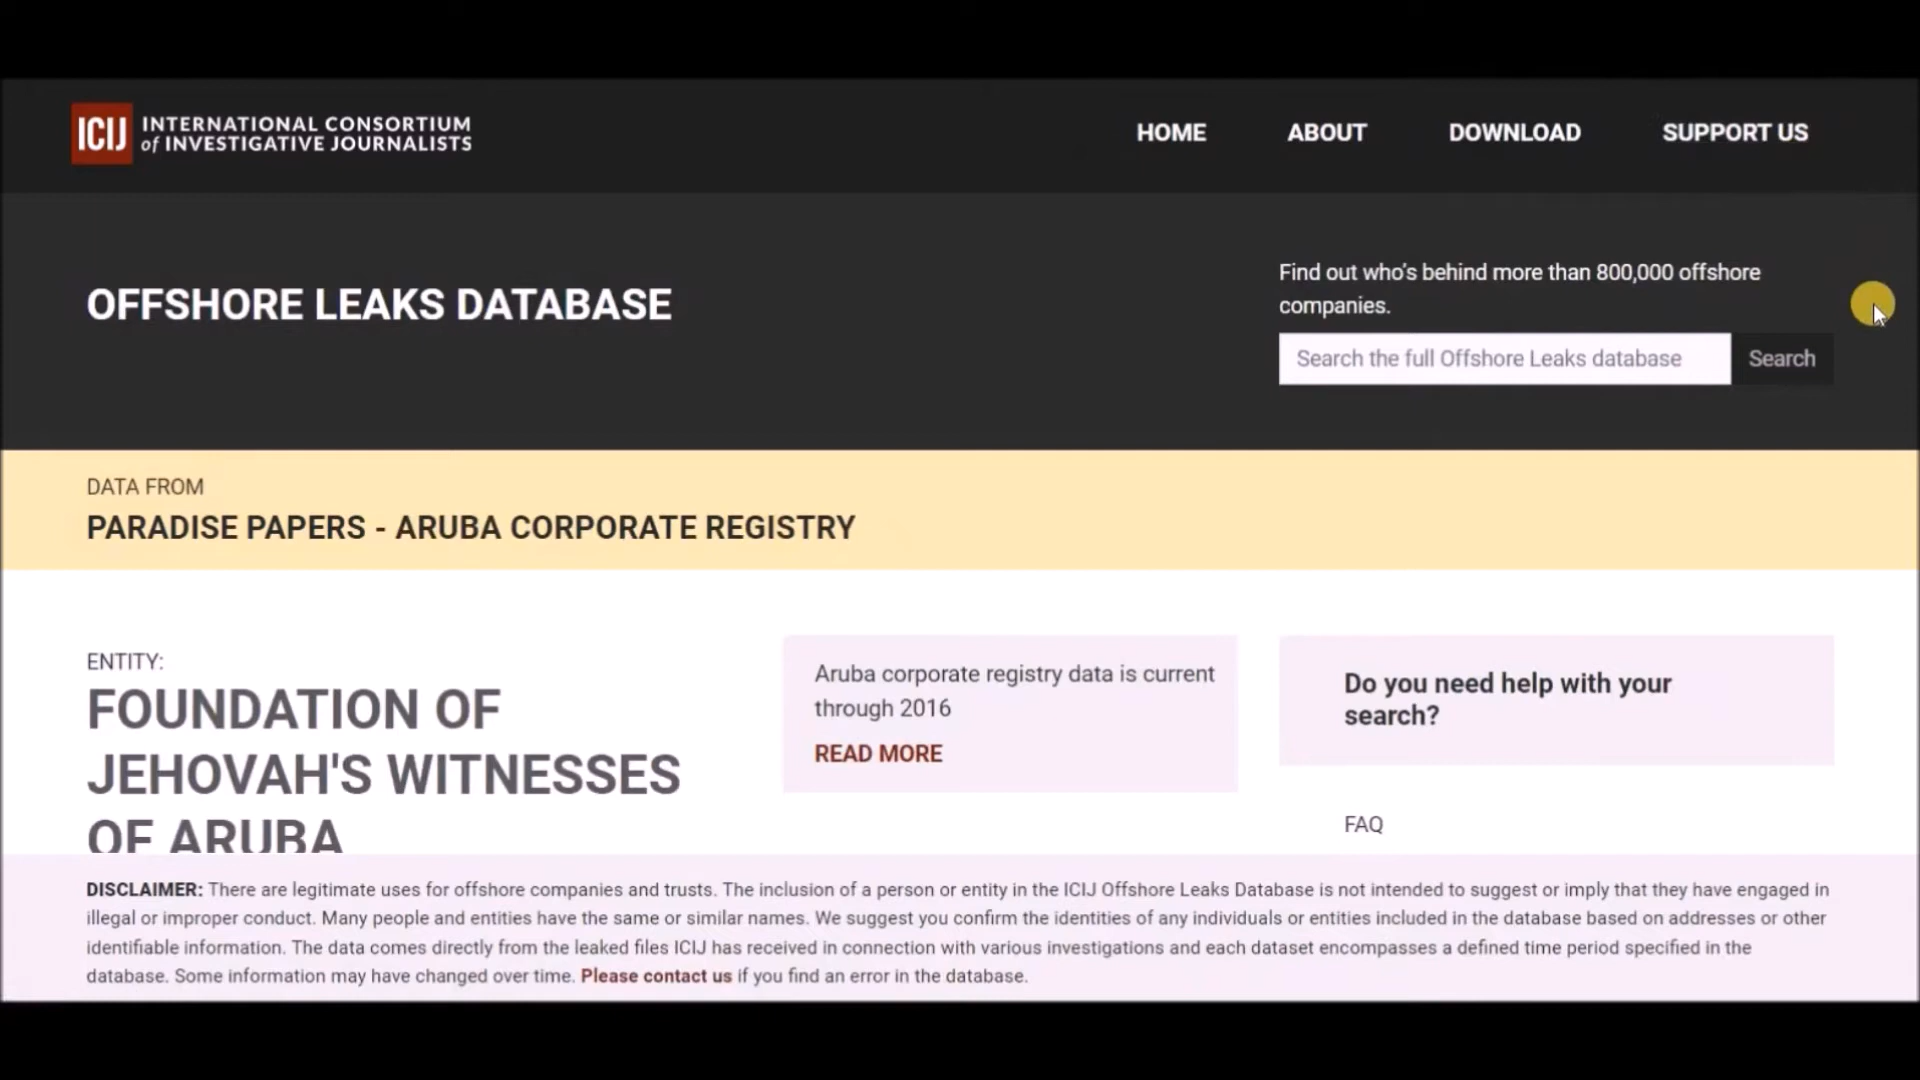 ICIJ INTERNATIONAL CONSORTIUM
of INVESTIGATIVE JOURNALISTS
HOME ABOUT DOWNLOAD SUPPORT US
OFFSHORE LEAKS DATABASE
Find out who's behind more than 800,000 offshore
companies.
Search the full Offshore Leaks database Search
DATA FROM
PARADISE PAPERS - ARUBA CORPORATE REGISTRY
ENTITY:
FOUNDATION OF
JEHOVAH'S WITNESSES
OF ARUBA
Aruba corporate registry data is current
through 2016
READ MORE
Do you need help with your
search?
FAQ
DISCLAIMER: There are legitimate uses for offshore companies and trusts. The inclusion of a person or entity in the ICIJ Offshore Leaks Database is not intended to suggest or imply that they have engaged in
illegal or improper conduct. Many people and entities have the same or similar names. We suggest you confirm the identities of any individuals or entities included in the database based on addresses or other
identifiable information. The data comes directly from the leaked files ICIJ has received in connection with various investigations and each dataset encompasses a defined time period specified in the
database. Some information may have changed over time. Please contact us if you find an error in the database.